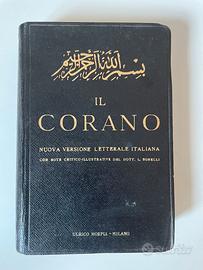 بسم الله الرحمن الرحيم
IL
CORANO
NUOVA VERSIONE LETTERALE ITALIANA
CON NOTE CRITICO-ILLUSTRATIVE DEL DOTT. L. BONELLI
ULRICO HOEPLI - MILANO
subito